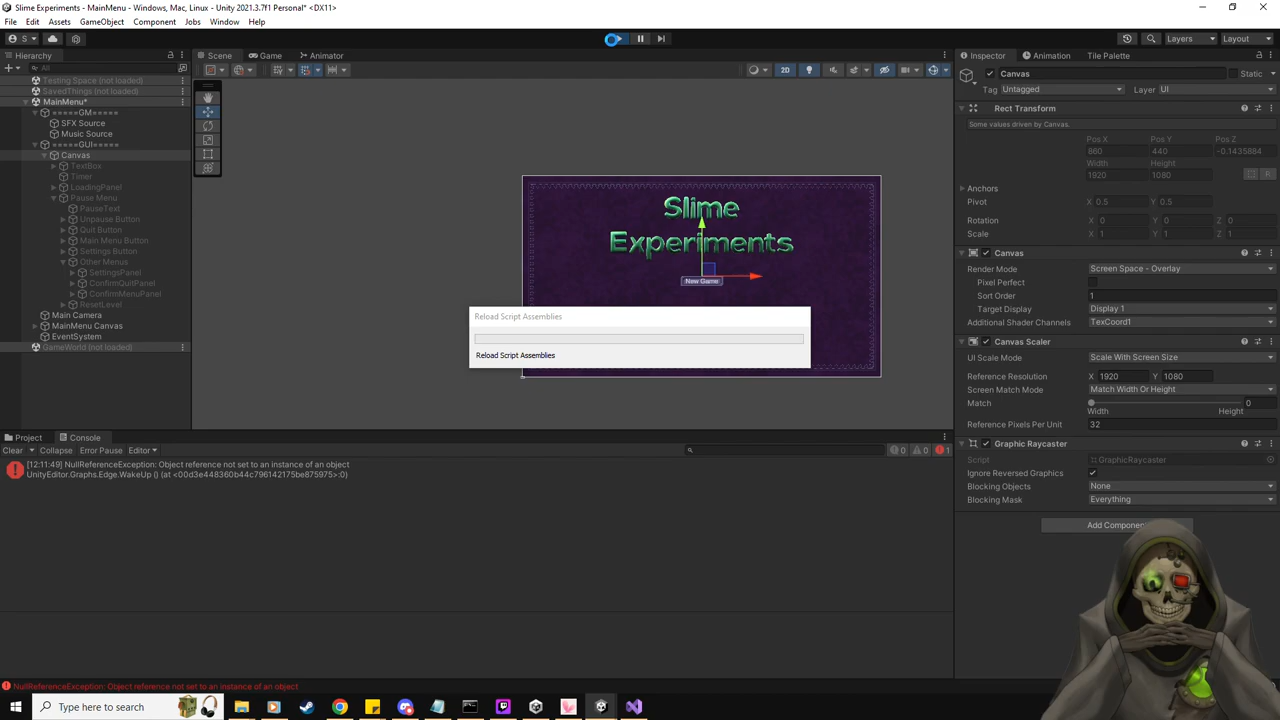 Slime Experiments - MainMenu - Windows, Mac, Linux - Unity 2021.3.7f1 Personal* <DX11>
File Edit Assets GameObject Component Jobs Window Help
S Layers Layout
Hierarchy
All
Testing Space (not loaded)
SavedThings (not loaded)
MainMenu*
=====GM=====
SFX Source
Music Source
=====GUI=====
Canvas
TextBox
Timer
LoadingPanel
Pause Menu
PauseText
Unpause Button
Quit Button
Main Menu Button
Settings Button
Other Menus
SettingsPanel
ConfirmQuitPanel
ConfirmMenuPanel
ResetLevel
Main Camera
MainMenu Canvas
EventSystem
GameWorld (not loaded)
Scene Game Animator
2D
Slime
Experiments
New Game
Reload Script Assemblies
Reload Script Assemblies
Inspector Animation Tile Palette
Canvas Static
Tag Untagged Layer UI
Rect Transform
Some values driven by Canvas.
Pos X Pos Y Pos Z
860 440 -0.1435884
Width Height
1920 1080
R
Anchors
Pivot X 0.5 Y 0.5
Rotation X 0 Y 0 Z 0
Scale X 1 Y 1 Z 1
Canvas
Render Mode Screen Space - Overlay
Pixel Perfect
Sort Order 1
Target Display Display 1
Additional Shader Channels TexCoord1
Canvas Scaler
UI Scale Mode Scale With Screen Size
Reference Resolution X 1920 Y 1080
Screen Match Mode Match Width Or Height
Match 0
Width Height
Reference Pixels Per Unit 32
Graphic Raycaster
Script GraphicRaycaster
Ignore Reversed Graphics
Blocking Objects None
Blocking Mask Everything
Add Componen
Project Console
Clear Collapse Error Pause Editor 0 0 1
[12:11:49] NullReferenceException: Object reference not set to an instance of an object
UnityEditor.Graphs.Edge.WakeUp () (at <00d3e448360b44c796142175be875975>:0)
NullReferenceException: Object reference not set to an instance of an object
Type here to search